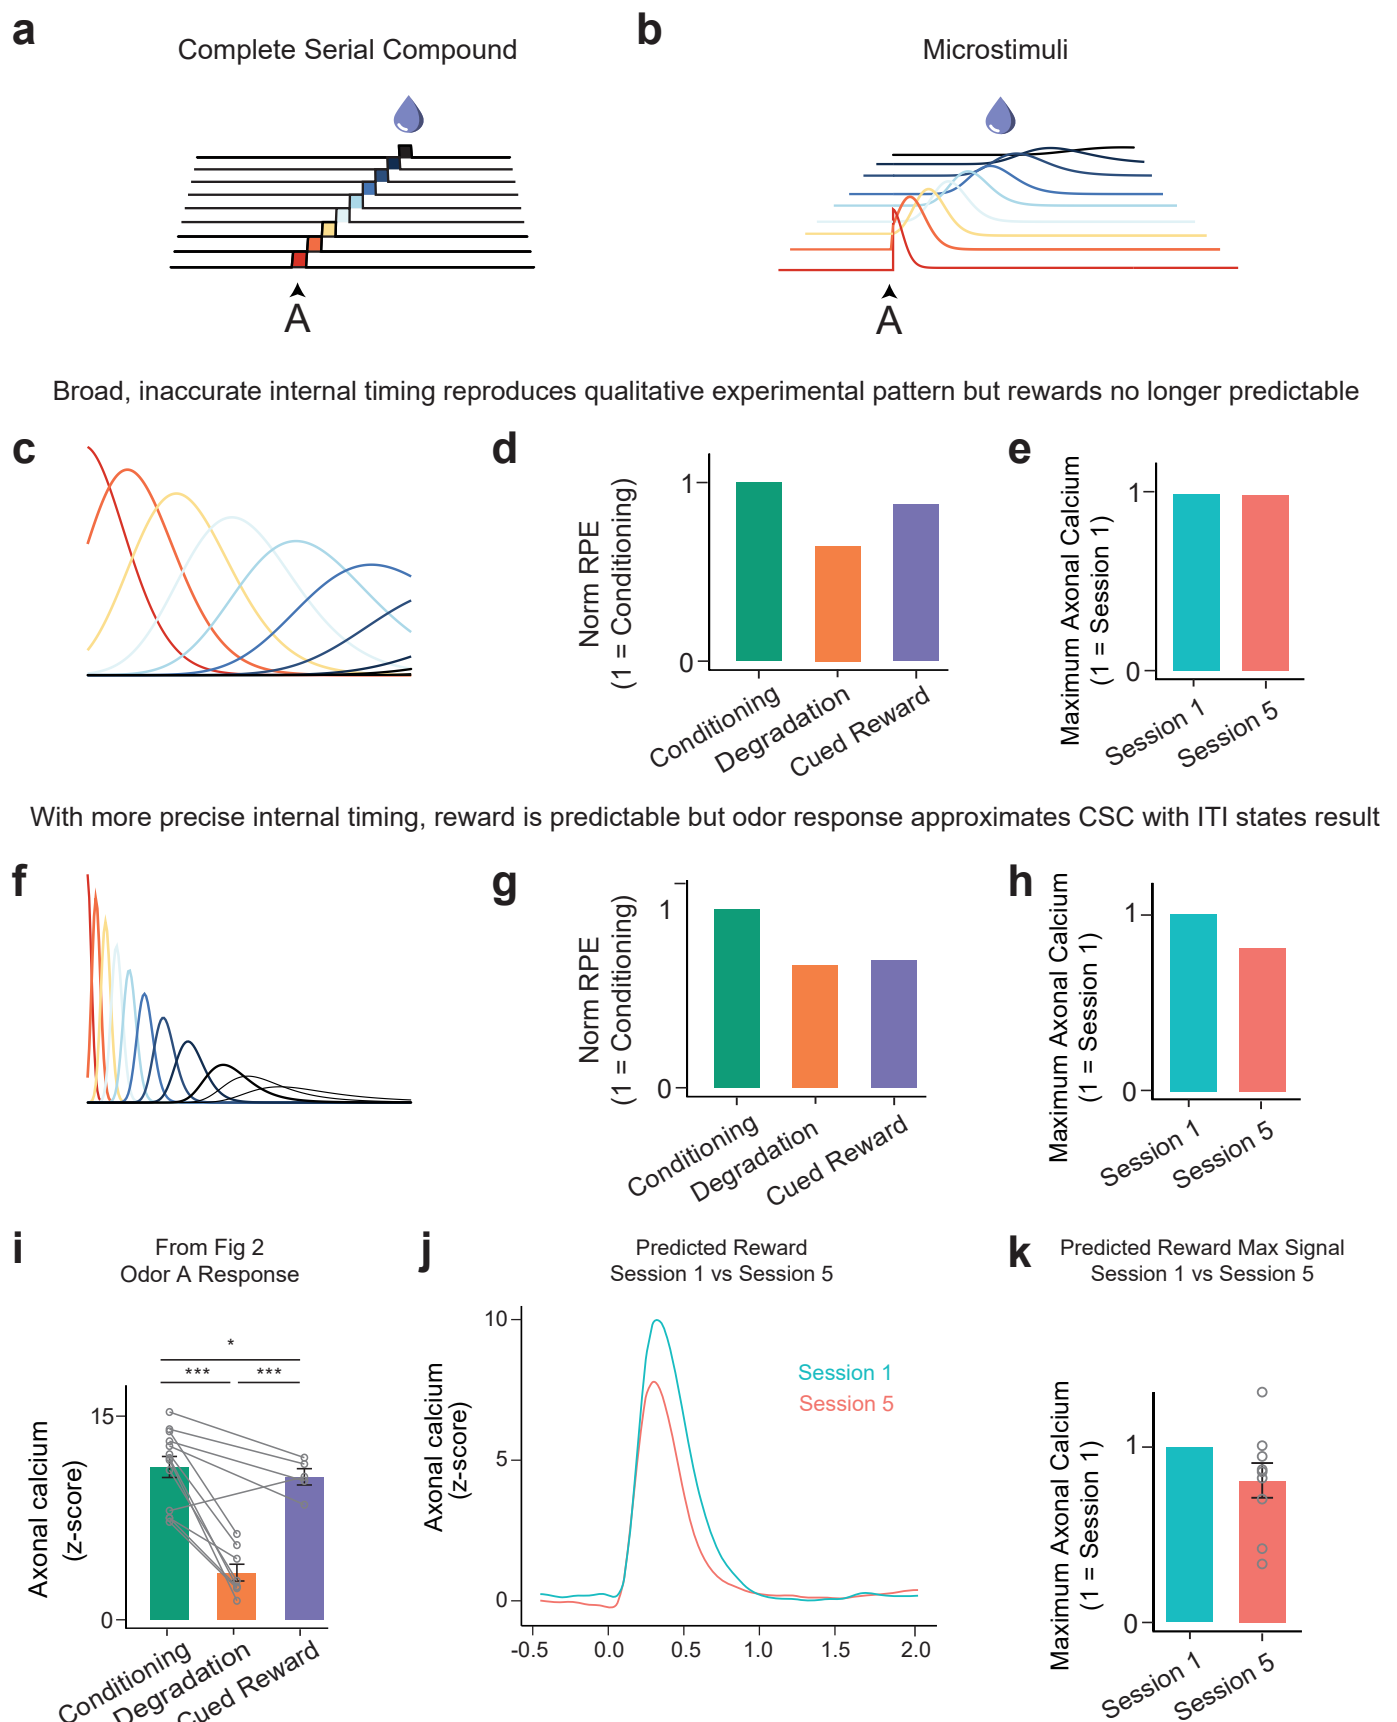 a
Complete Serial Compound
A
b
Microstimuli
A
Broad, inaccurate internal timing reproduces qualitative experimental pattern but rewards no longer predictable
c
d
Norm RPE
(1 = Conditioning)
1
0
Conditioning
Degradation
Cued Reward
e
Maximum Axonal Calcium
(1 = Session 1)
1
0
Session 1
Session 5
With more precise internal timing, reward is predictable but odor response approximates CSC with ITI states result
f
g
Norm RPE
(1 = Conditioning)
1
0
Conditioning
Degradation
Cued Reward
h
Maximum Axonal Calcium
(1 = Session 1)
1
0
Session 1
Session 5
i
From Fig 2
Odor A Response
*
*** ***
Axonal calcium
(z-score)
15
0
Conditioning
Degradation
Cued Reward
j
Predicted Reward
Session 1 vs Session 5
Axonal calcium
(z-score)
10
5
0
Session 1
Session 5
-0.5 0.0 0.5 1.0 1.5 2.0
k
Predicted Reward Max Signal
Session 1 vs Session 5
Maximum Axonal Calcium
(1 = Session 1)
1
0
Session 1
Session 5